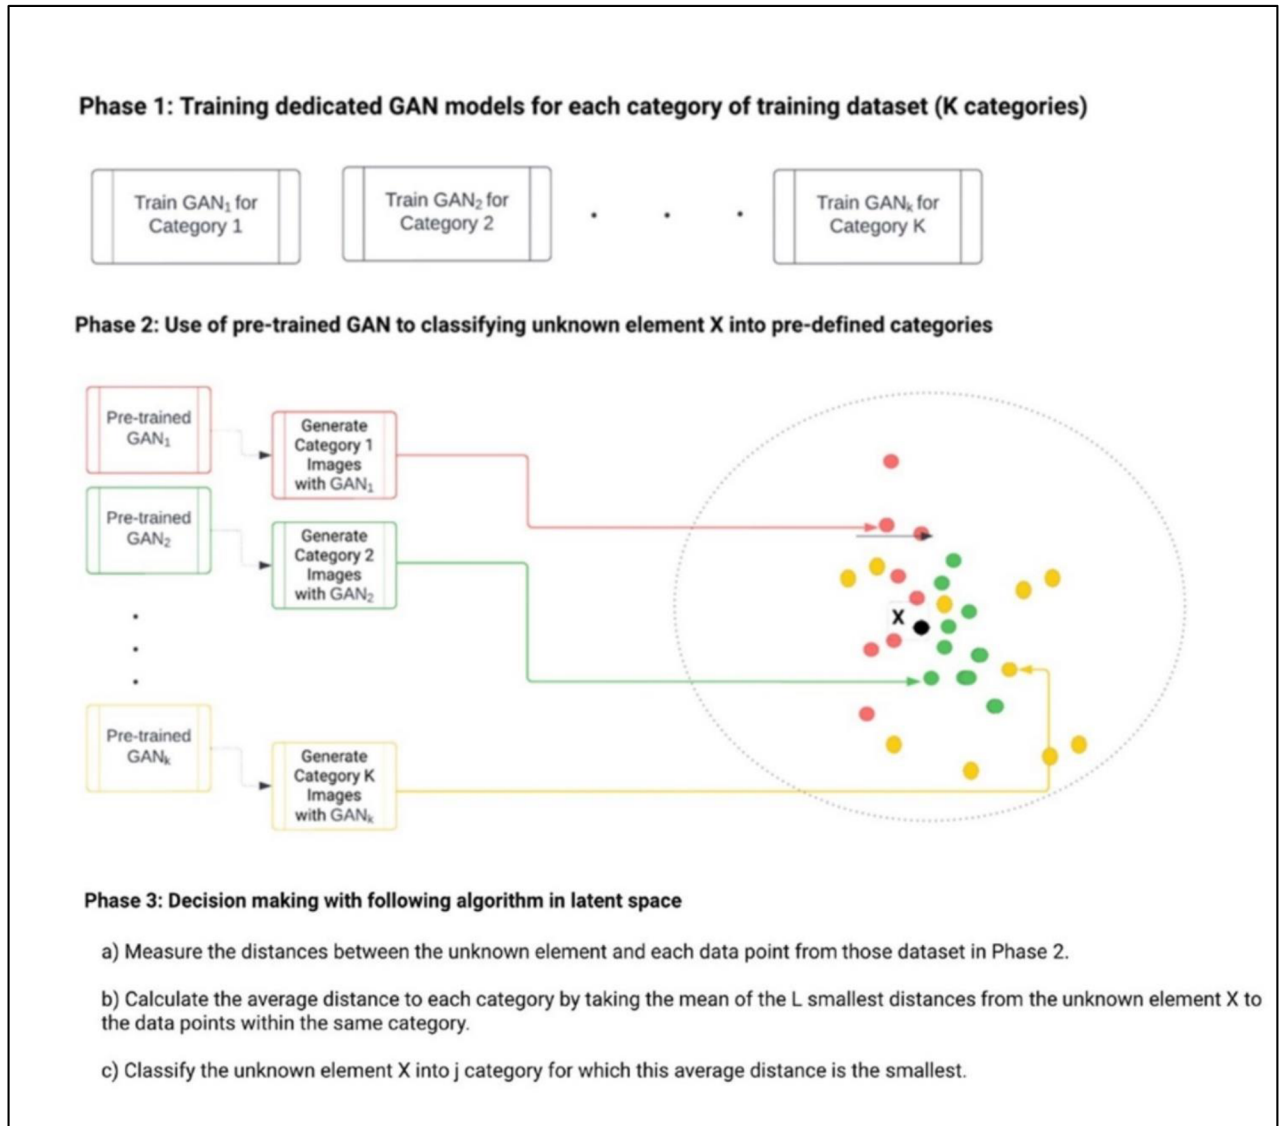 Phase 1: Training dedicated GAN models for each category of training dataset (K categories)
Train GAN₁ for
Category 1
Train GAN₂ for
Category 2
. . .
Train GANₖ for
Category K
Phase 2: Use of pre-trained GAN to classifying unknown element X into pre-defined categories
Pre-trained
GAN₁
Generate
Category 1
Images
with GAN₁
Pre-trained
GAN₂
Generate
Category 2
Images
with GAN₂
Pre-trained
GANₖ
Generate
Category K
Images
with GANₖ
X
Phase 3: Decision making with following algorithm in latent space
a) Measure the distances between the unknown element and each data point from those dataset in Phase 2.
b) Calculate the average distance to each category by taking the mean of the L smallest distances from the unknown element X to
the data points within the same category.
c) Classify the unknown element X into j category for which this average distance is the smallest.